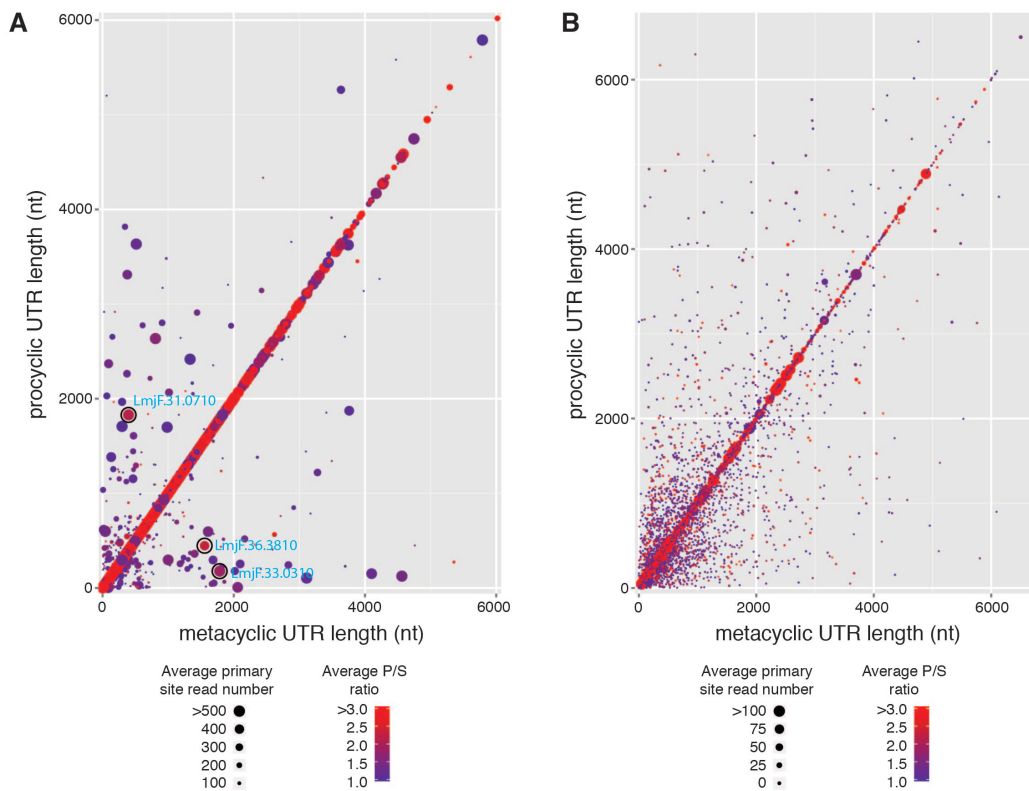 A
6000
4000
2000
0
procyclic UTR length (nt)
LmjF.31.0710
LmjF.36.3810
LmjF.33.0310
0
2000
4000
6000
metacyclic UTR length (nt)
Average primary
site read number
>500
400
300
200
100
Average P/S
ratio
>3.0
2.5
2.0
1.5
1.0
B
6000
4000
2000
0
procyclic UTR length (nt)
0
2000
4000
6000
metacyclic UTR length (nt)
Average primary
site read number
>100
75
50
25
0
Average P/S
ratio
>3.0
2.5
2.0
1.5
1.0